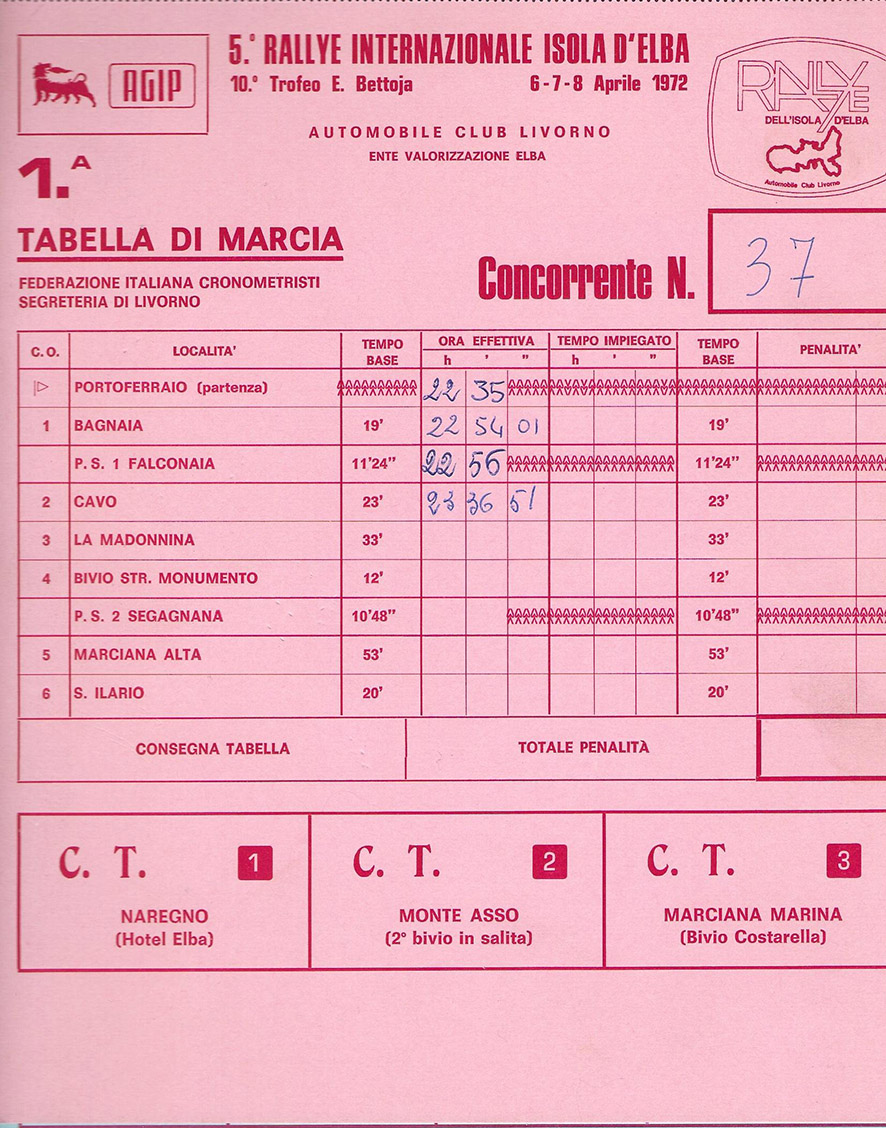 5.° RALLYE INTERNAZIONALE ISOLA D'ELBA
AGIP
10.° Trofeo E. Bettoja 6-7-8 Aprile 1972
RALLYE
DELL'ISOLA D'ELBA
Automobile Club Livorno
AUTOMOBILE CLUB LIVORNO
ENTE VALORIZZAZIONE ELBA
1.A
TABELLA DI MARCIA
FEDERAZIONE ITALIANA CRONOMETRISTI
SEGRETERIA DI LIVORNO
Concorrente N. 37
C.O. LOCALITA' TEMPO BASE ORA EFFETTIVA h ' " TEMPO IMPIEGATO h ' " TEMPO BASE PENALITA'
PORTOFERRAIO (partenza) 22 35
1 BAGNAIA 19' 22 54 01 19'
P.S. 1 FALCONAIA 11'24" 22 56 11'24"
2 CAVO 23' 23 36 51 23'
3 LA MADONNINA 33' 33'
4 BIVIO STR. MONUMENTO 12' 12'
P.S. 2 SEGAGNANA 10'48" 10'48"
5 MARCIANA ALTA 53' 53'
6 S. ILARIO 20' 20'
CONSEGNA TABELLA TOTALE PENALITÀ
C. T. 1
NAREGNO
(Hotel Elba)
C. T. 2
MONTE ASSO
(2° bivio in salita)
C. T. 3
MARCIANA MARINA
(Bivio Costarella)